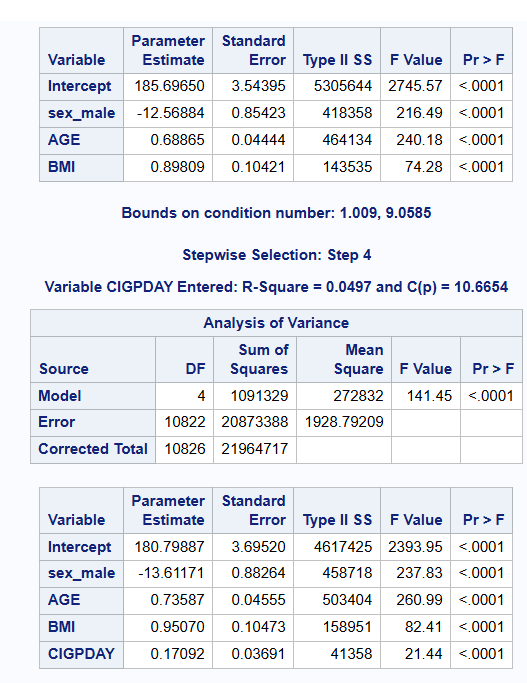 Variable Parameter Estimate Standard Error Type II SS F Value Pr > F
Intercept 185.69650 3.54395 5305644 2745.57 <.0001
sex_male -12.56884 0.85423 418358 216.49 <.0001
AGE 0.68865 0.04444 464134 240.18 <.0001
BMI 0.89809 0.10421 143535 74.28 <.0001
Bounds on condition number: 1.009, 9.0585
Stepwise Selection: Step 4
Variable CIGPDAY Entered: R-Square = 0.0497 and C(p) = 10.6654
Analysis of Variance
Source DF Sum of Squares Mean Square F Value Pr > F
Model 4 1091329 272832 141.45 <.0001
Error 10822 20873388 1928.79209
Corrected Total 10826 21964717
Variable Parameter Estimate Standard Error Type II SS F Value Pr > F
Intercept 180.79887 3.69520 4617425 2393.95 <.0001
sex_male -13.61171 0.88264 458718 237.83 <.0001
AGE 0.73587 0.04555 503404 260.99 <.0001
BMI 0.95070 0.10473 158951 82.41 <.0001
CIGPDAY 0.17092 0.03691 41358 21.44 <.0001